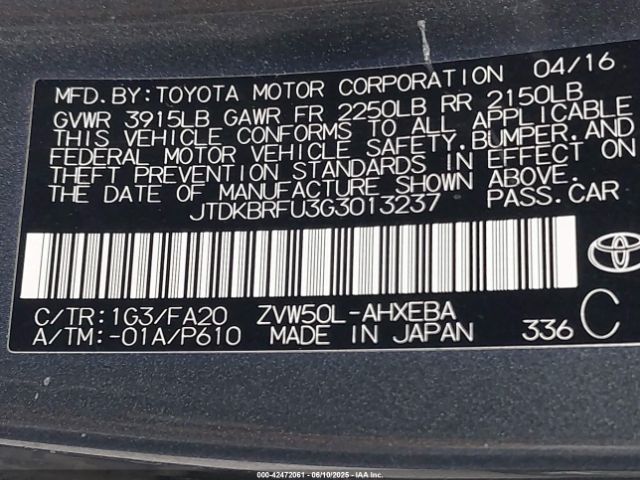 MFD. BY: TOYOTA MOTOR CORPORATION 04/16
GVWR 3915LB GAWR FR 2250LB RR 2150LB
THIS VEHICLE CONFORMS TO ALL APPLICABLE
FEDERAL MOTOR VEHICLE SAFETY, BUMPER, AND
THEFT PREVENTION STANDARDS IN EFFECT ON
THE DATE OF MANUFACTURE SHOWN ABOVE.
JTDKBRFU3G3013237 PASS. CAR
C/TR: 1G3/FA20 ZVW50L-AHXEBA
A/TM: -01A/P610 MADE IN JAPAN 336 C
000-42472061 - 06/10/2025 - IAA Inc.